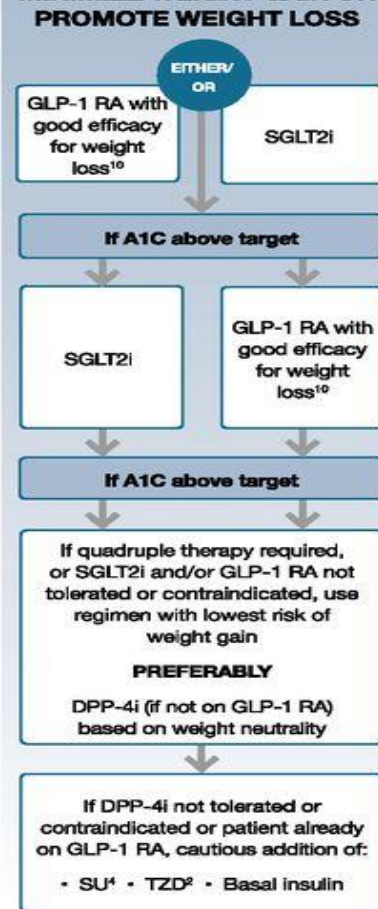 PROMOTE WEIGHT LOSS
EITHER/
OR
GLP-1 RA with
good efficacy
for weight
loss¹⁰
SGLT2i
If A1C above target
SGLT2i
GLP-1 RA with
good efficacy
for weight
loss¹⁰
If A1C above target
If quadruple therapy required,
or SGLT2i and/or GLP-1 RA not
tolerated or contraindicated, use
regimen with lowest risk of
weight gain
PREFERABLY
DPP-4i (if not on GLP-1 RA)
based on weight neutrality
If DPP-4i not tolerated or
contraindicated or patient already
on GLP-1 RA, cautious addition of:
• SU⁴ • TZD² • Basal insulin